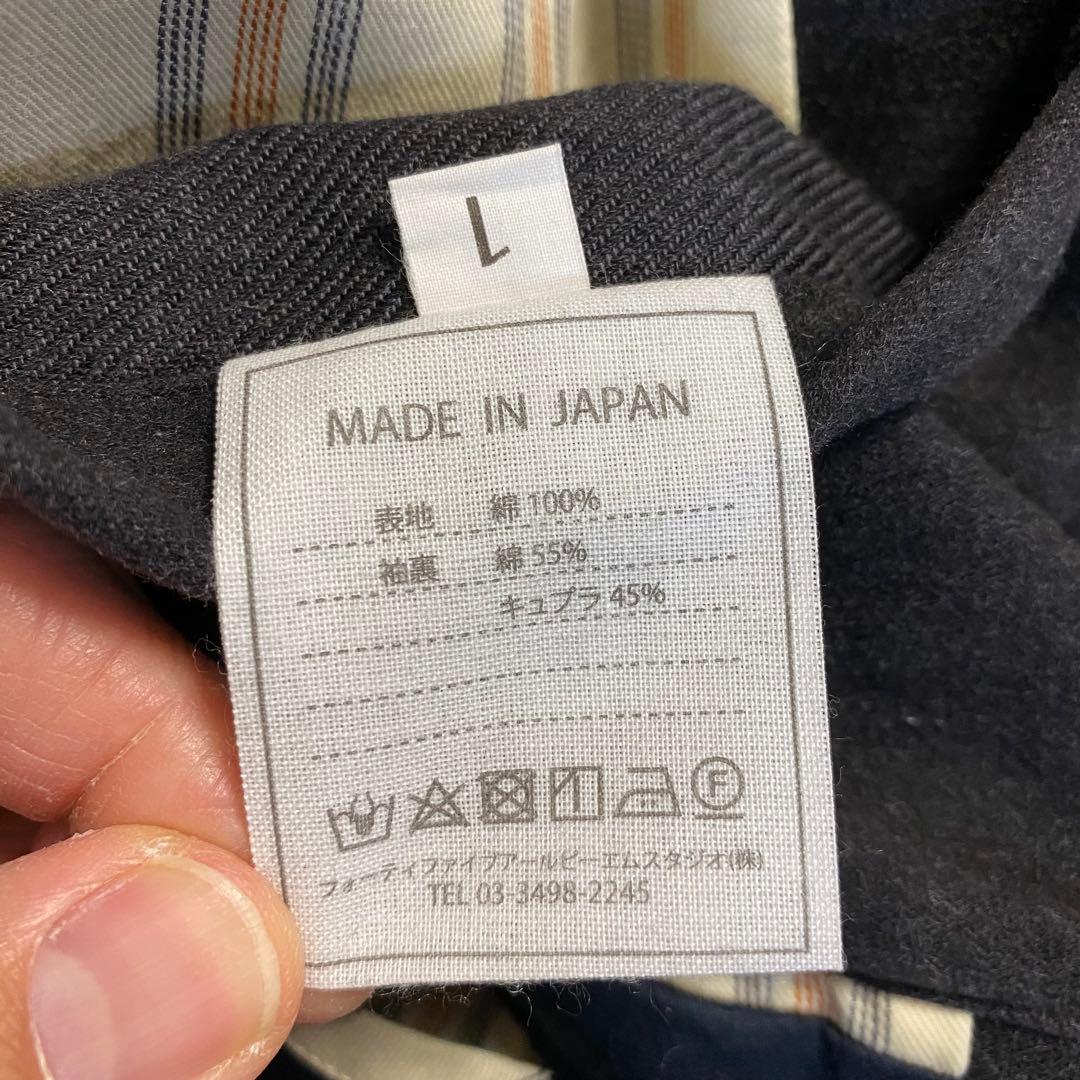 1
MADE IN JAPAN
表地 綿 100%
袖裏 綿 55%
キュプラ 45%
F
フォーティファイブアールピーエムスタジオ(株)
TEL 03-3498-2245